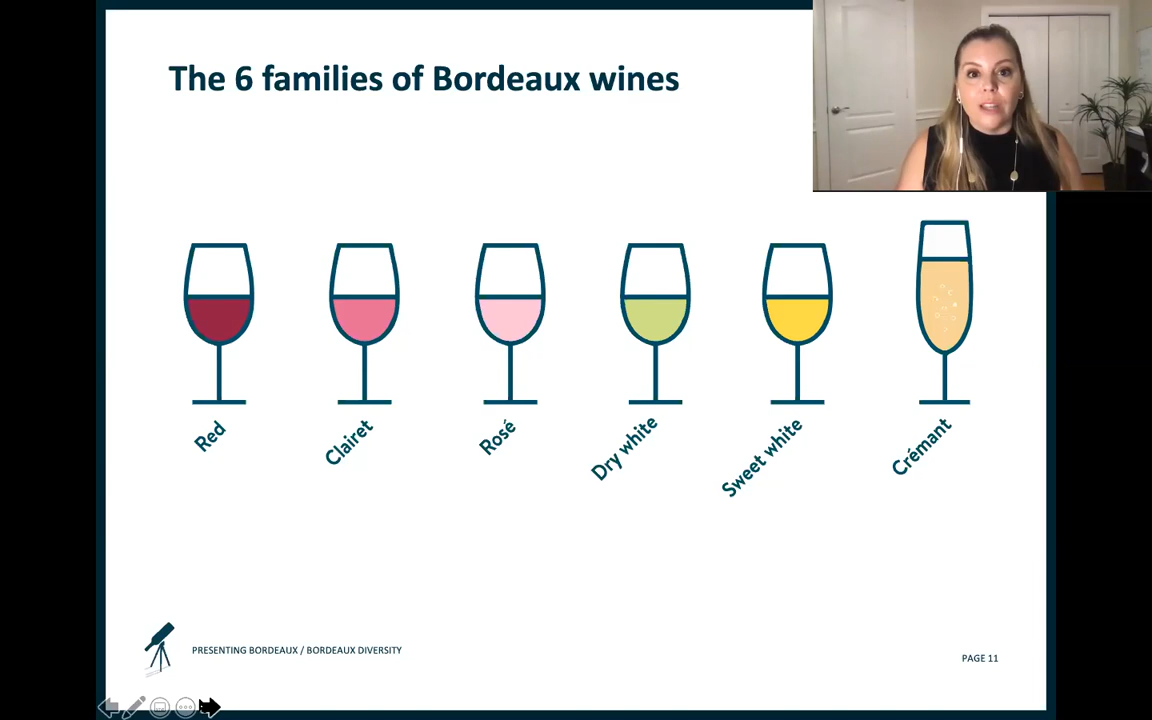 The 6 families of Bordeaux wines
Red
Clairet
Rosé
Dry white
Sweet white
Crémant
PRESENTING BORDEAUX / BORDEAUX DIVERSITY
PAGE 11